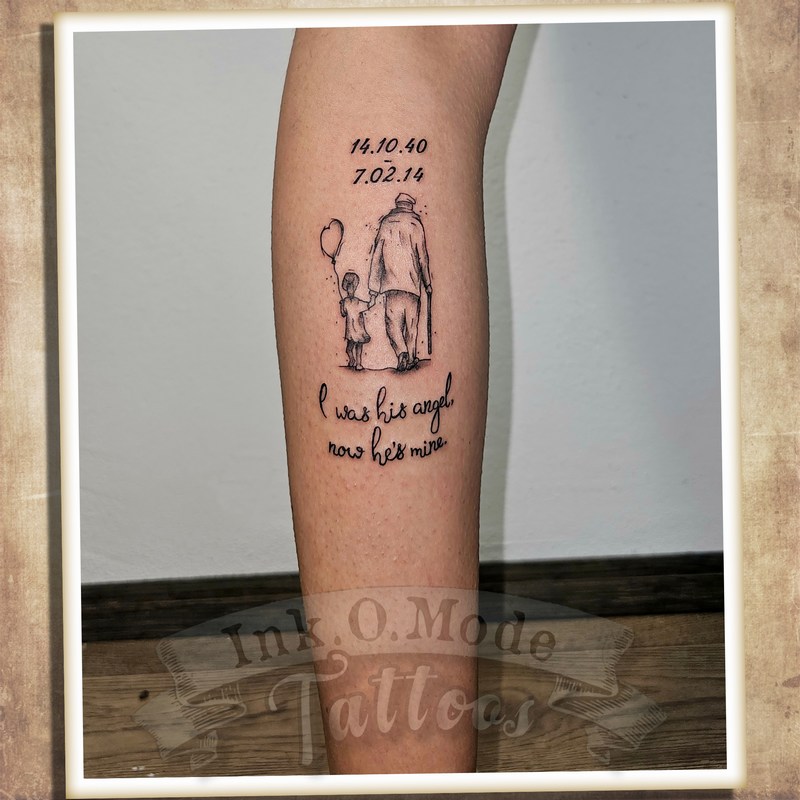 14.10.40
-
7.02.14
I was his angel,
now he's mine.
Ink.O.Mode
Tattoos